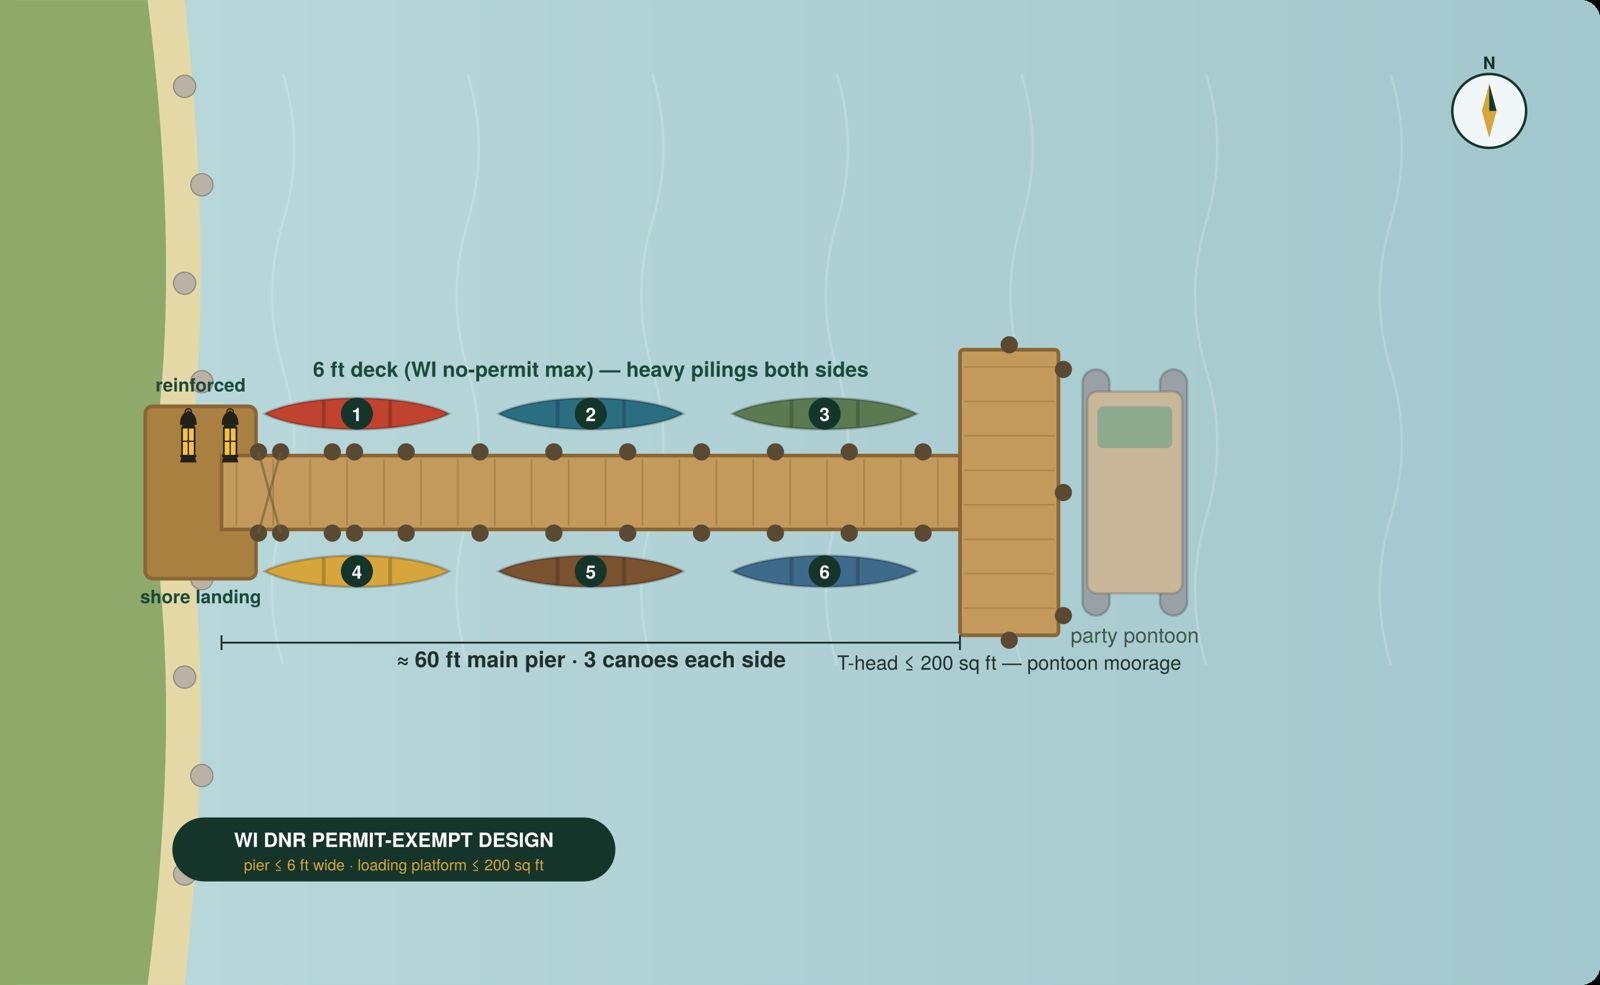 N
6 ft deck (WI no-permit max) — heavy pilings both sides
reinforced
1
2
3
4
5
6
shore landing
party pontoon
≈ 60 ft main pier · 3 canoes each side
T-head ≤ 200 sq ft — pontoon moorage
WI DNR PERMIT-EXEMPT DESIGN
pier ≤ 6 ft wide · loading platform ≤ 200 sq ft